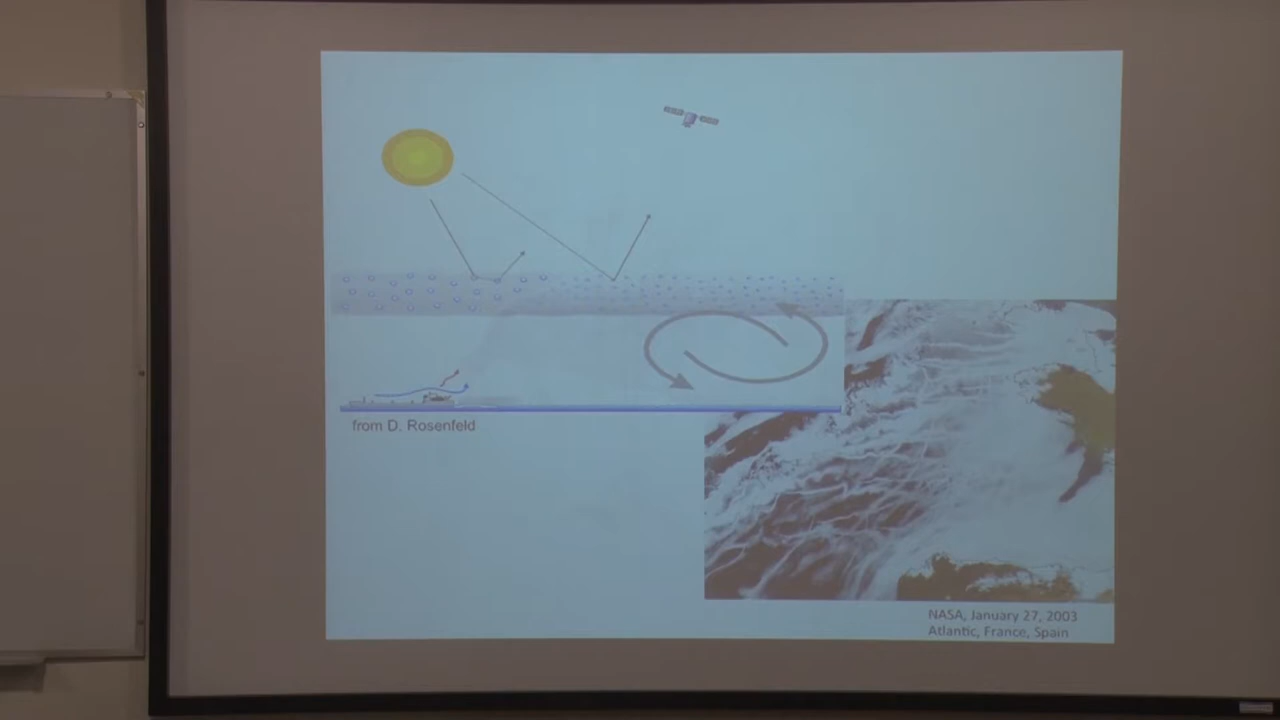 from D. Rosenfeld
NASA, January 27, 2003
Atlantic, France, Spain